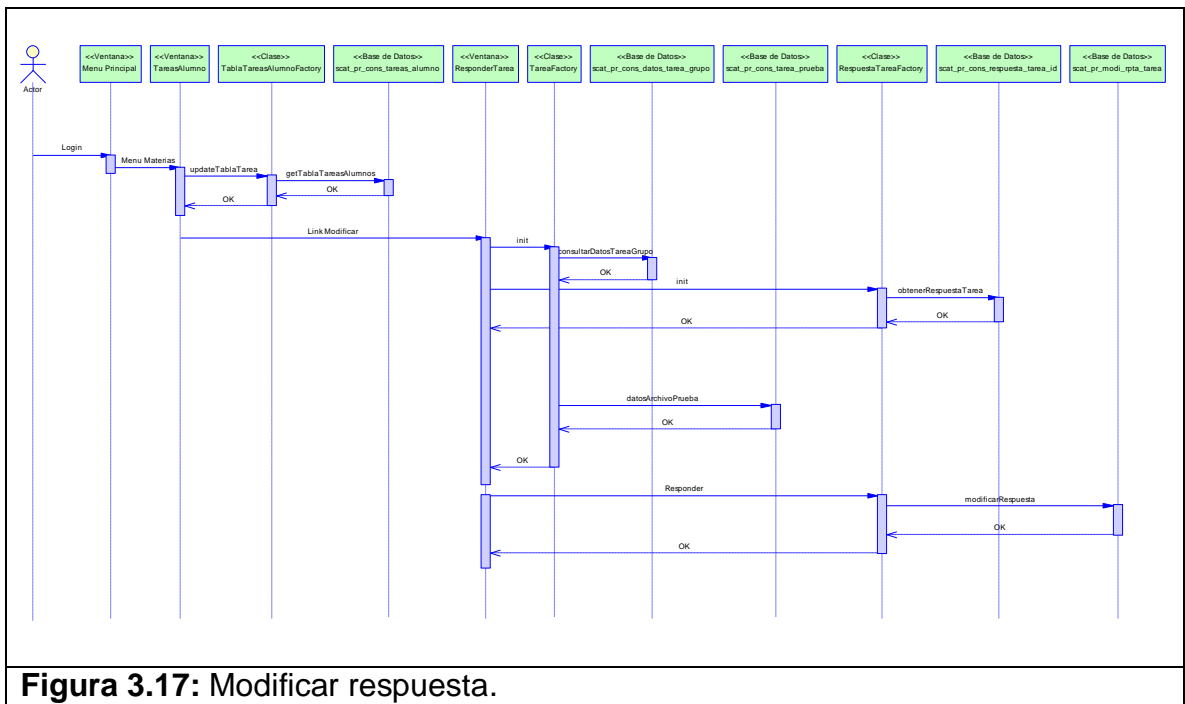 <<Ventana>>
Menu Principal
<<Ventana>>
TareasAlumno
<<Clase>>
TablaTareasAlumnoFactory
<<Base de Datos>>
scat_pr_cons_tareas_alumno
<<Ventana>>
ResponderTarea
<<Clase>>
TareaFactory
<<Base de Datos>>
scat_pr_cons_datos_tarea_grupo
<<Base de Datos>>
scat_pr_cons_tarea_prueba
<<Clase>>
RespuestaTareaFactory
<<Base de Datos>>
scat_pr_cons_respuesta_tarea_id
<<Base de Datos>>
scat_pr_modi_rpta_tarea
Actor
Login
Menu Materias
updateTablaTarea
getTablaTareasAlumnos
OK
OK
Link Modificar
init
consultarDatosTareaGrupo
OK
init
obtenerRespuestaTarea
OK
OK
datosArchivoPrueba
OK
OK
Responder
modificarRespuesta
OK
OK
Figura 3.17: Modificar respuesta.